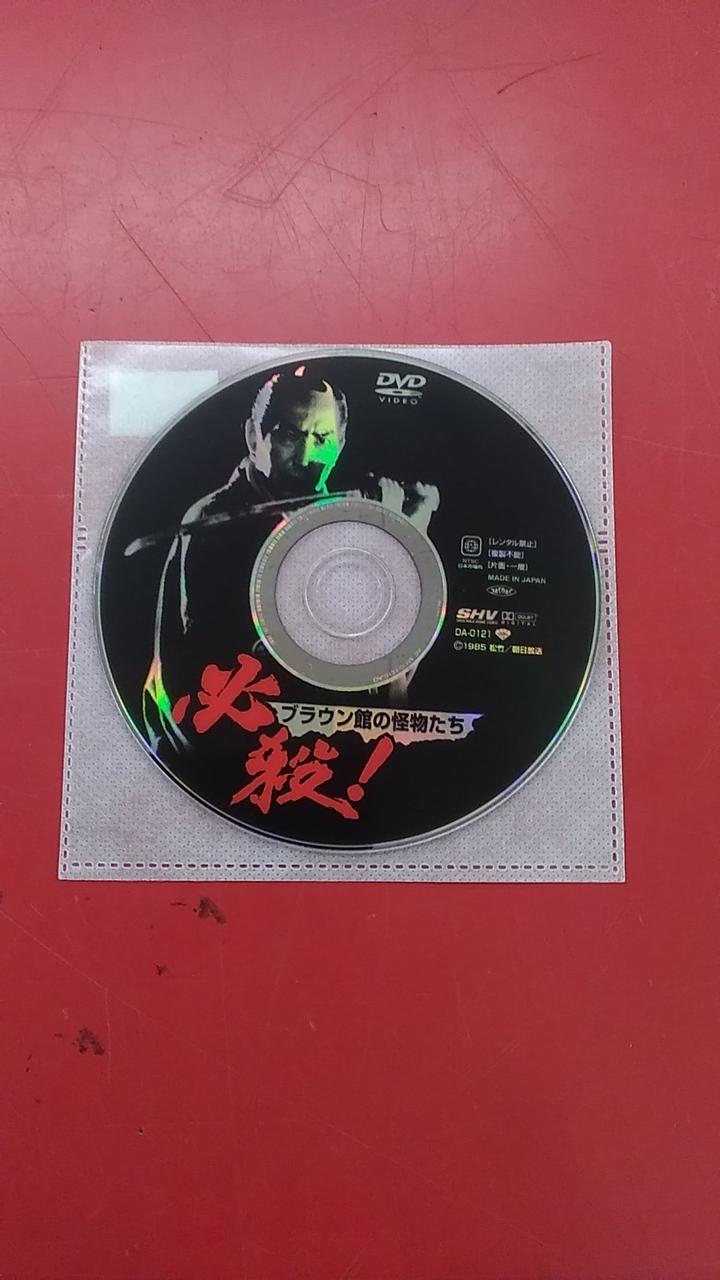 DVD
VIDEO
[レンタル禁止]
[複製不能]
[片面・一層]
NTSC
日本市場向
MADE IN JAPAN
SHV
DOLBY
DIGITAL
DA-0121
©1985 松竹/朝日放送
必殺!
ブラウン館の怪物たち